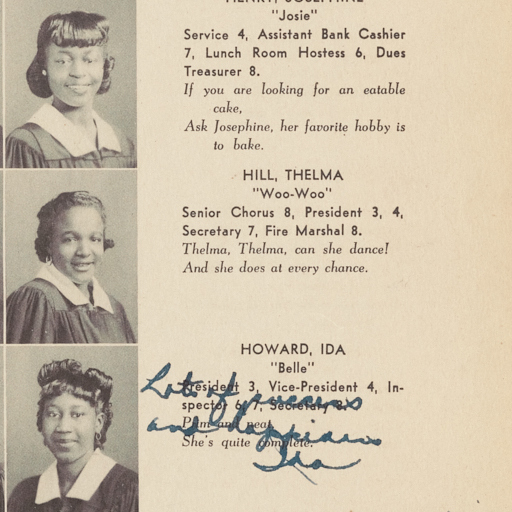 HENRY, JOSEPHINE
"Josie"
Service 4, Assistant Bank Cashier
7, Lunch Room Hostess 6, Dues
Treasurer 8.
If you are looking for an eatable
cake,
Ask Josephine, her favorite hobby is
to bake.
HILL, THELMA
"Woo-Woo"
Senior Chorus 8, President 3, 4,
Secretary 7, Fire Marshal 8.
Thelma, Thelma, can she dance!
And she does at every chance.
HOWARD, IDA
"Belle"
President 3, Vice-President 4, In-
spector 6, 7, Secretary 8.
Prim and neat,
She's quite complete.
Lots of success
and happiness
Ida